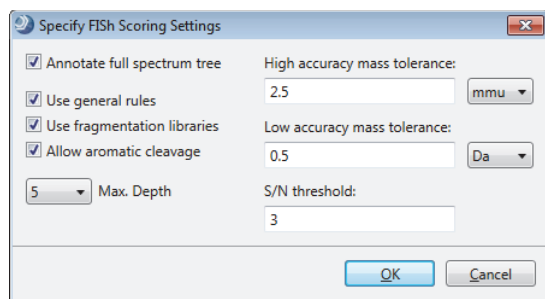 Specify FISh Scoring Settings
Annotate full spectrum tree
Use general rules
Use fragmentation libraries
Allow aromatic cleavage
5 Max. Depth
High accuracy mass tolerance:
2.5 mmu
Low accuracy mass tolerance:
0.5 Da
S/N threshold:
3
OK Cancel